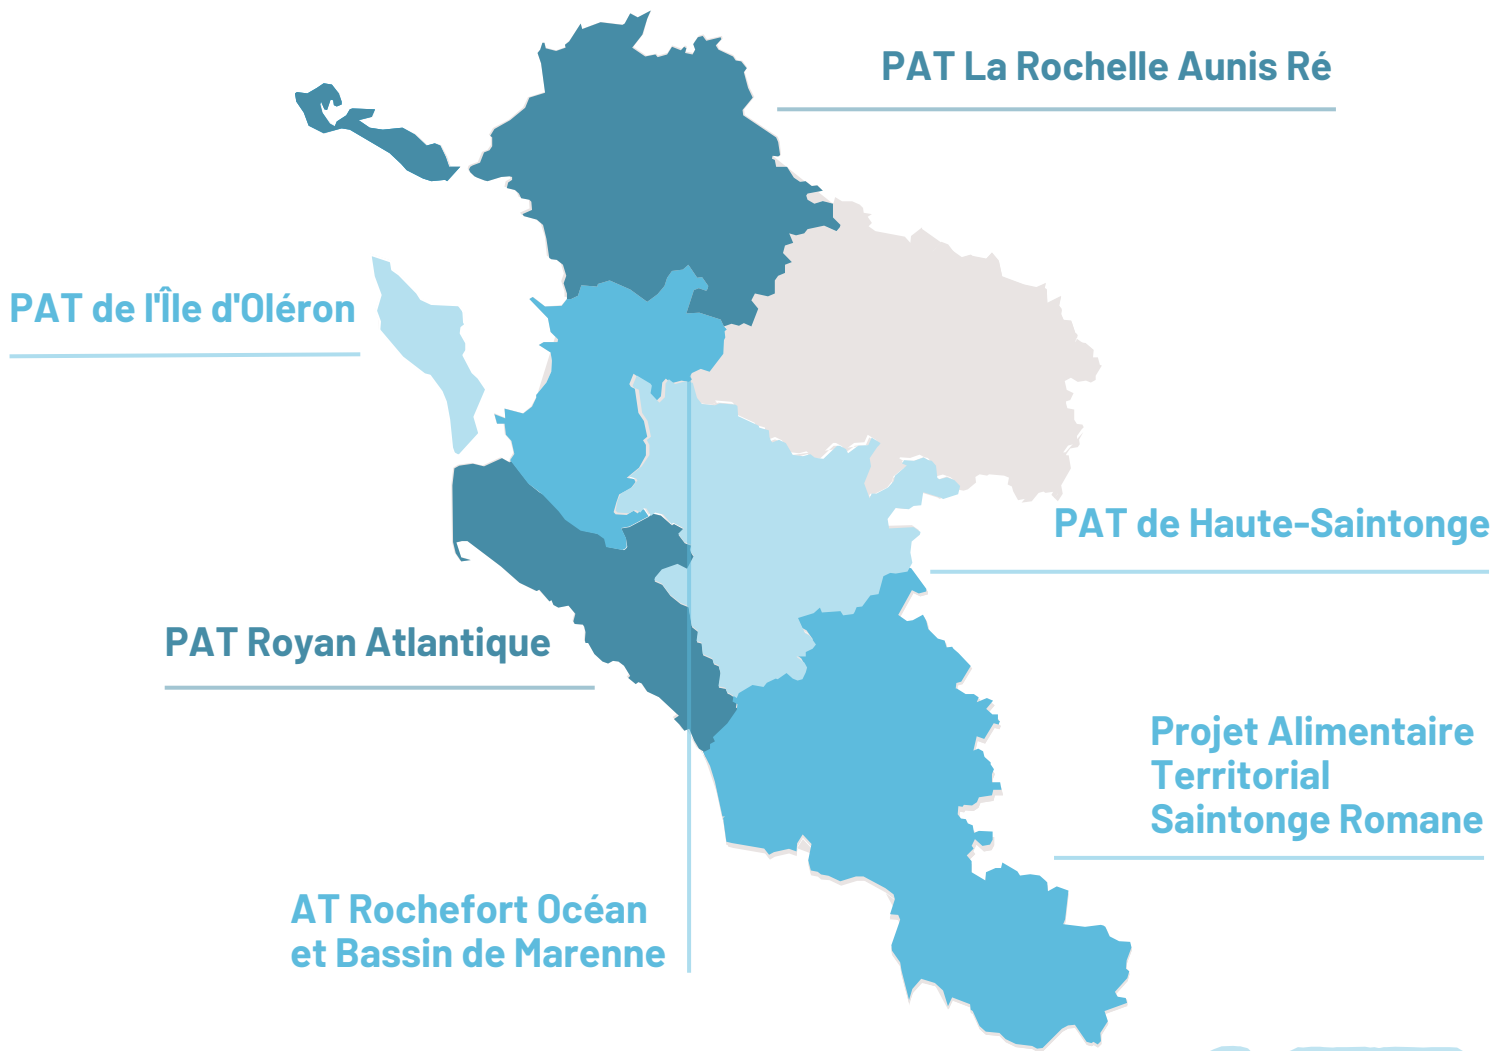 PAT La Rochelle Aunis Ré
PAT de l'Île d'Oléron
PAT de Haute-Saintonge
PAT Royan Atlantique
Projet Alimentaire
Territorial
Saintonge Romane
AT Rochefort Océan
et Bassin de Marenne